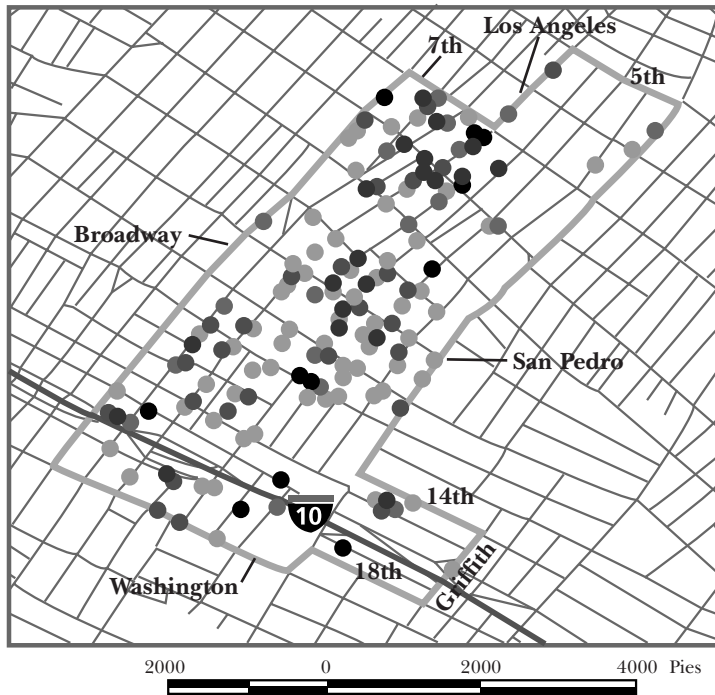 Los Angeles
7th
5th
Broadway
San Pedro
14th
10
18th
Griffith
Washington
2000 0 2000 4000 Pies